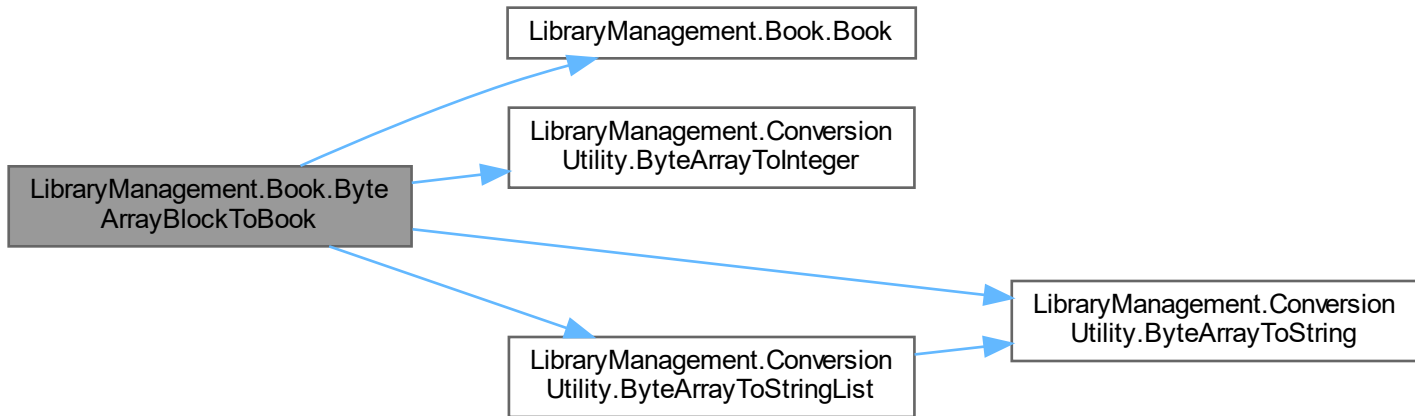 LibraryManagement.Book.Book
LibraryManagement.Conversion
Utility.ByteArrayToInteger
LibraryManagement.Book.Byte
ArrayBlockToBook
LibraryManagement.Conversion
Utility.ByteArrayToString
LibraryManagement.Conversion
Utility.ByteArrayToStringList